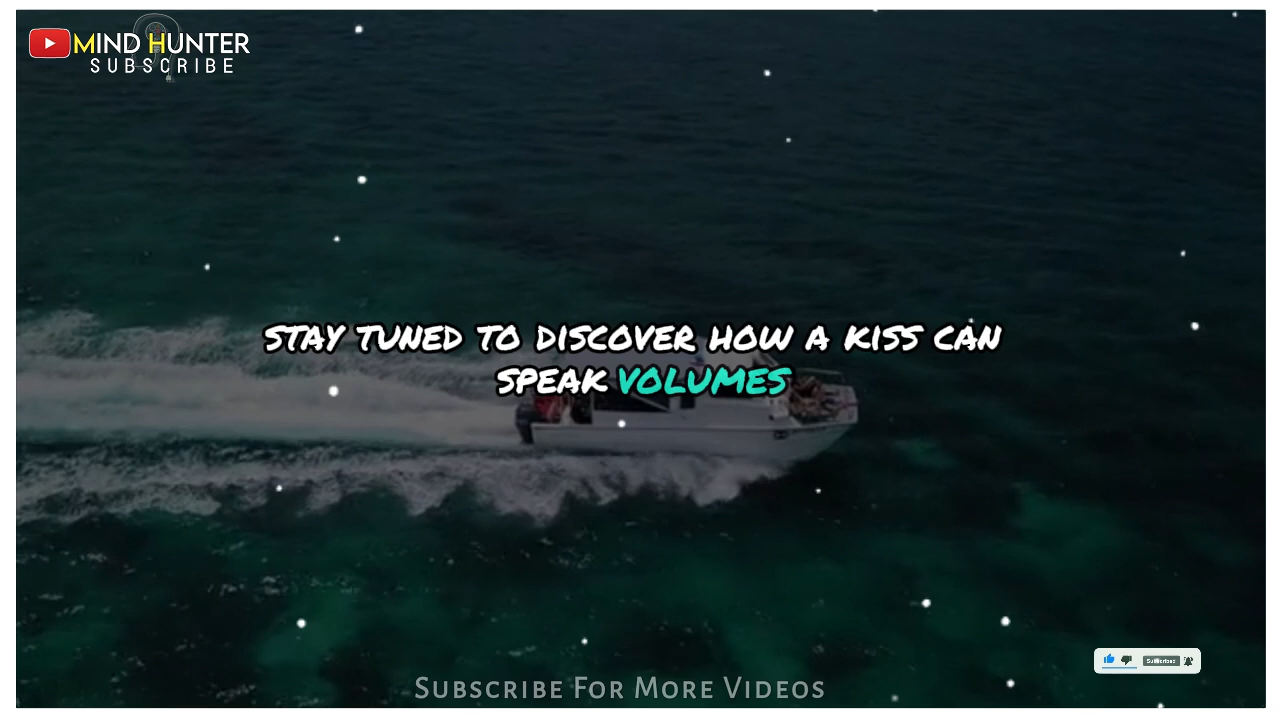 MIND HUNTER
SUBSCRIBE
STAY TUNED TO DISCOVER HOW A KISS CAN
SPEAK VOLUMES
Subscribed
SUBSCRIBE FOR MORE VIDEOS